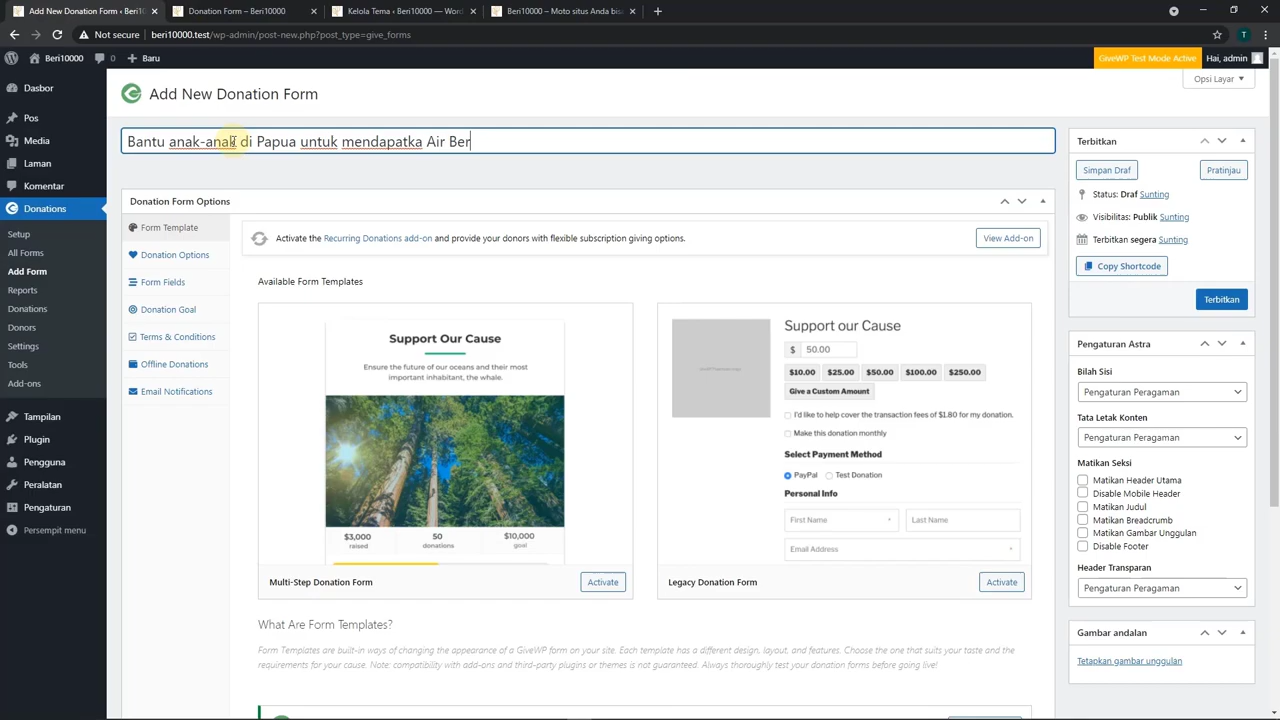 Add New Donation Form ‹ Beri10
Donation Form – Beri10000
Kelola Tema ‹ Beri10000 — Word
Beri10000 – Moto situs Anda bisa
Not secure
beri10000.test/wp-admin/post-new.php?post_type=give_forms
T
Beri10000
0
Baru
GiveWP Test Mode Active
Hai, admin
Dasbor
Pos
Media
Laman
Komentar
Donations
Setup
All Forms
Add Form
Reports
Donations
Donors
Settings
Tools
Add-ons
Tampilan
Plugin
Pengguna
Peralatan
Pengaturan
Persempit menu
Add New Donation Form
Opsi Layar
Bantu anak-anak di Papua untuk mendapatka Air Ber
Donation Form Options
Form Template
Donation Options
Form Fields
Donation Goal
Terms & Conditions
Offline Donations
Email Notifications
Activate the Recurring Donations add-on and provide your donors with flexible subscription giving options.
View Add-on
Available Form Templates
Support Our Cause
Ensure the future of our oceans and their most
important inhabitant, the whale.
$3,000
raised
50
donations
$10,000
goal
Multi-Step Donation Form
Activate
Support our Cause
$ 50.00
$10.00 $25.00 $50.00 $100.00 $250.00
Give a Custom Amount
I'd like to help cover the transaction fees of $1.80 for my donation.
Make this donation monthly
Select Payment Method
PayPal Test Donation
Personal Info
First Name *
Last Name
Email Address *
Legacy Donation Form
Activate
What Are Form Templates?
Form Templates are built-in ways of changing the appearance of a GiveWP form on your site. Each template has a different design, layout, and features. Choose the one that suits your taste and the
requirements for your cause. Note: compatibility with add-ons and third-party plugins or themes is not guaranteed. Always thoroughly test your donation forms before going live!
Terbitkan
Simpan Draf
Pratinjau
Status: Draf Sunting
Visibilitas: Publik Sunting
Terbitkan segera Sunting
Copy Shortcode
Terbitkan
Pengaturan Astra
Bilah Sisi
Pengaturan Peragaman
Tata Letak Konten
Pengaturan Peragaman
Matikan Seksi
Matikan Header Utama
Disable Mobile Header
Matikan Judul
Matikan Breadcrumb
Matikan Gambar Unggulan
Disable Footer
Header Transparan
Pengaturan Peragaman
Gambar andalan
Tetapkan gambar unggulan